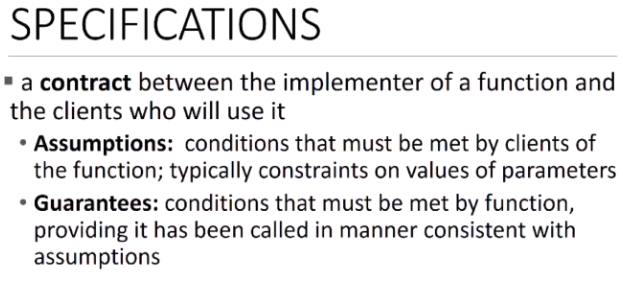 SPECIFICATIONS
▪ a contract between the implementer of a function and
the clients who will use it
• Assumptions: conditions that must be met by clients of
the function; typically constraints on values of parameters
• Guarantees: conditions that must be met by function,
providing it has been called in manner consistent with
assumptions